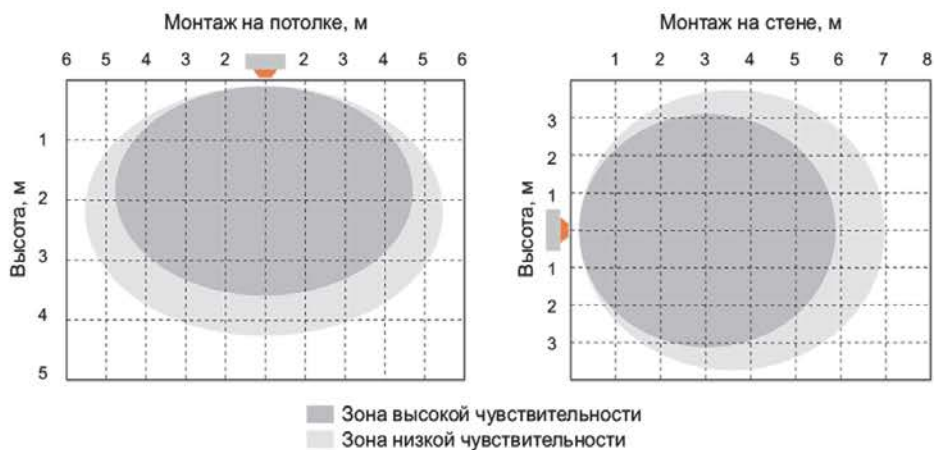 Монтаж на потолке, м
6 5 4 3 2 2 3 4 5 6
Высота, м
1
2
3
4
5
Монтаж на стене, м
1 2 3 4 5 6 7 8
Высота, м
3
2
1
1
2
3
Зона высокой чувствительности
Зона низкой чувствительности